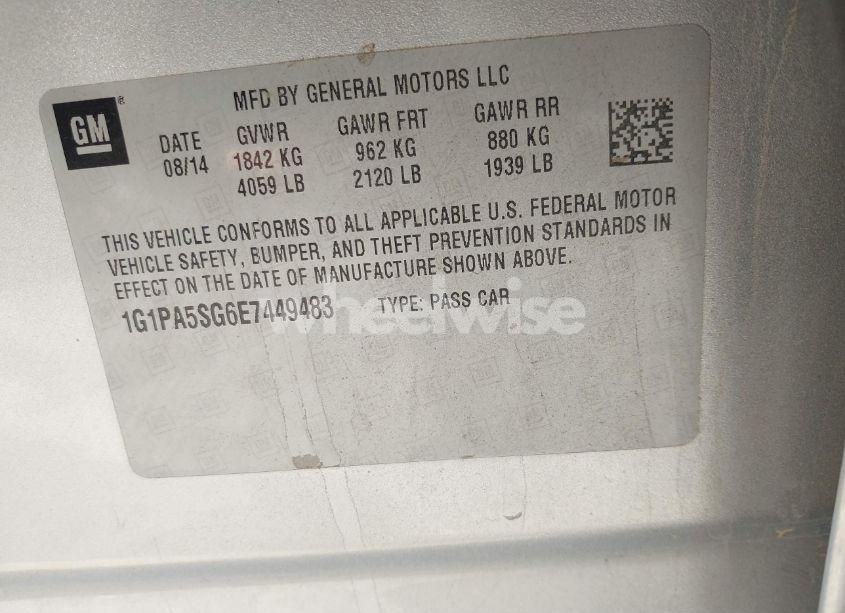 MFD BY GENERAL MOTORS LLC
GM ®
DATE GVWR GAWR FRT GAWR RR
08/14 1842 KG 962 KG 880 KG
4059 LB 2120 LB 1939 LB
THIS VEHICLE CONFORMS TO ALL APPLICABLE U.S. FEDERAL MOTOR
VEHICLE SAFETY, BUMPER, AND THEFT PREVENTION STANDARDS IN
EFFECT ON THE DATE OF MANUFACTURE SHOWN ABOVE.
1G1PA5SG6E7449483 TYPE: PASS CAR
wheelwise